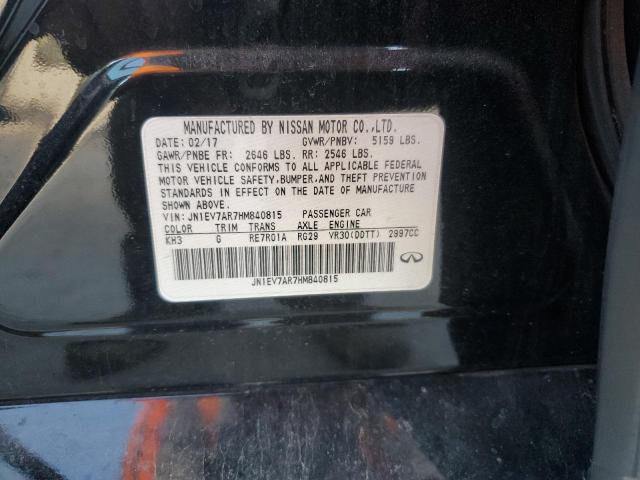 MANUFACTURED BY NISSAN MOTOR CO.,LTD.
DATE: 02/17 GVWR/PNBV: 5159 LBS.
GAWR/PNBE FR: 2646 LBS. RR: 2546 LBS.
THIS VEHICLE CONFORMS TO ALL APPLICABLE FEDERAL
MOTOR VEHICLE SAFETY, BUMPER, AND THEFT PREVENTION
STANDARDS IN EFFECT ON THE DATE OF MANUFACTURE
SHOWN ABOVE.
VIN: JN1EV7AR7HM840815 PASSENGER CAR
COLOR TRIM TRANS AXLE ENGINE
KH3 G RE7R01A RG29 VR30(DDTT) 2997CC
JN1EV7AR7HM840815